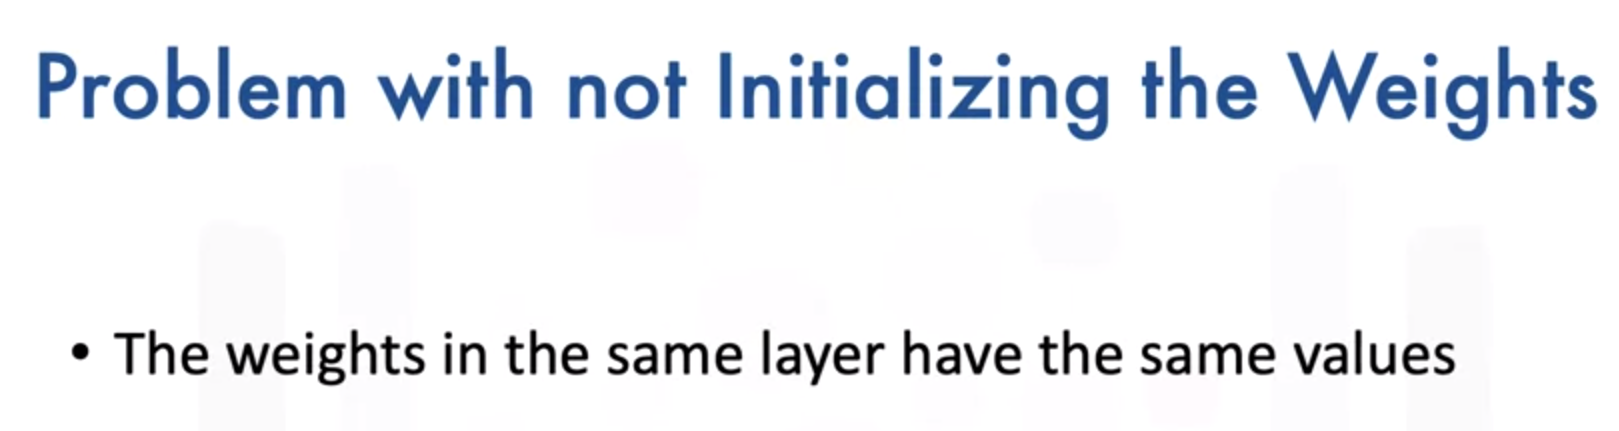 Problem with not Initializing the Weights
• The weights in the same layer have the same values